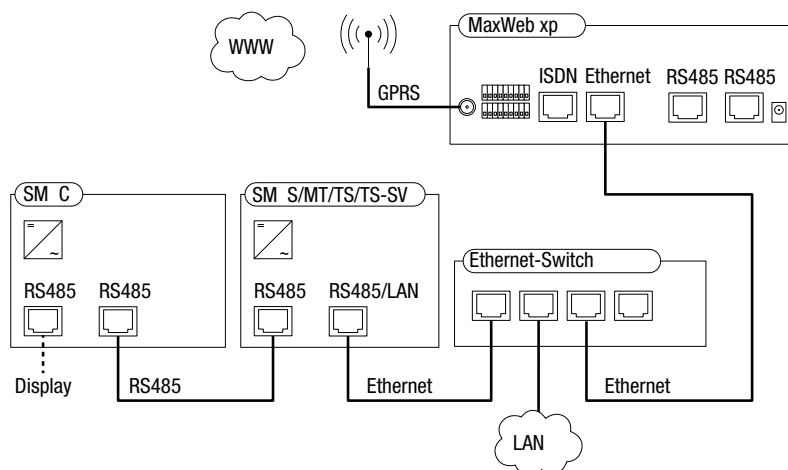 MaxWeb xp
WWW
ISDN Ethernet RS485 RS485
GPRS
SM C
SM S/MT/TS/TS-SV
Ethernet-Switch
RS485 RS485
RS485 RS485/LAN
Display
RS485
Ethernet
Ethernet
LAN